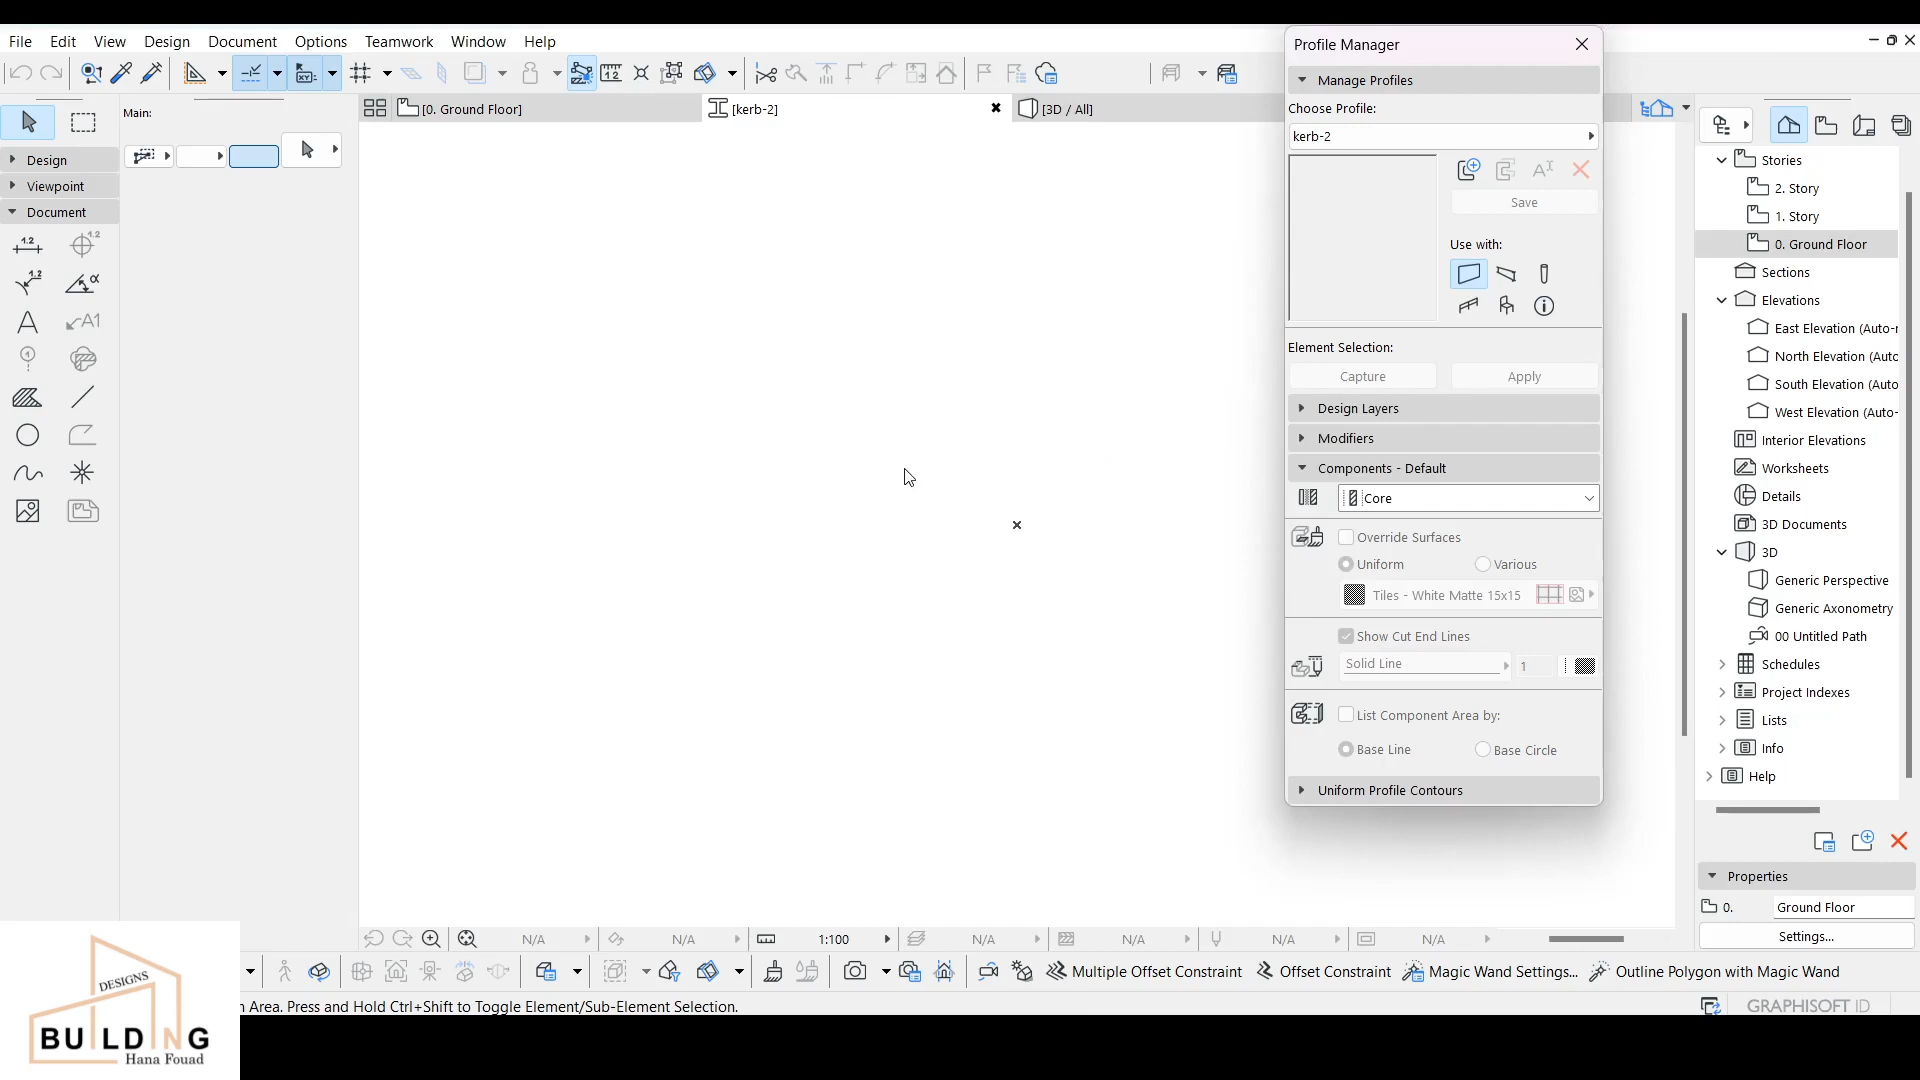 File Edit View Design Document Options Teamwork Window Help
Profile Manager
Manage Profiles
Choose Profile:
kerb-2
Save
Use with:
Element Selection:
Capture Apply
Design Layers
Modifiers
Components - Default
Core
Override Surfaces
Uniform Various
Tiles - White Matte 15x15
Show Cut End Lines
Solid Line 1
List Component Area by:
Base Line Base Circle
Uniform Profile Contours
Main:
[0. Ground Floor] [kerb-2] [3D / All]
Design
Viewpoint
Document
Stories
2. Story
1. Story
0. Ground Floor
Sections
Elevations
East Elevation (Auto-r
North Elevation (Auto
South Elevation (Auto
West Elevation (Auto-
Interior Elevations
Worksheets
Details
3D Documents
3D
Generic Perspective
Generic Axonometry
00 Untitled Path
Schedules
Project Indexes
Lists
Info
Help
Properties
0. Ground Floor
Settings...
N/A N/A 1:100 N/A N/A N/A N/A
Multiple Offset Constraint Offset Constraint Magic Wand Settings... Outline Polygon with Magic Wand
n Area. Press and Hold Ctrl+Shift to Toggle Element/Sub-Element Selection.
GRAPHISOFT ID
DESIGNS
BUILDING
Hana Fouad